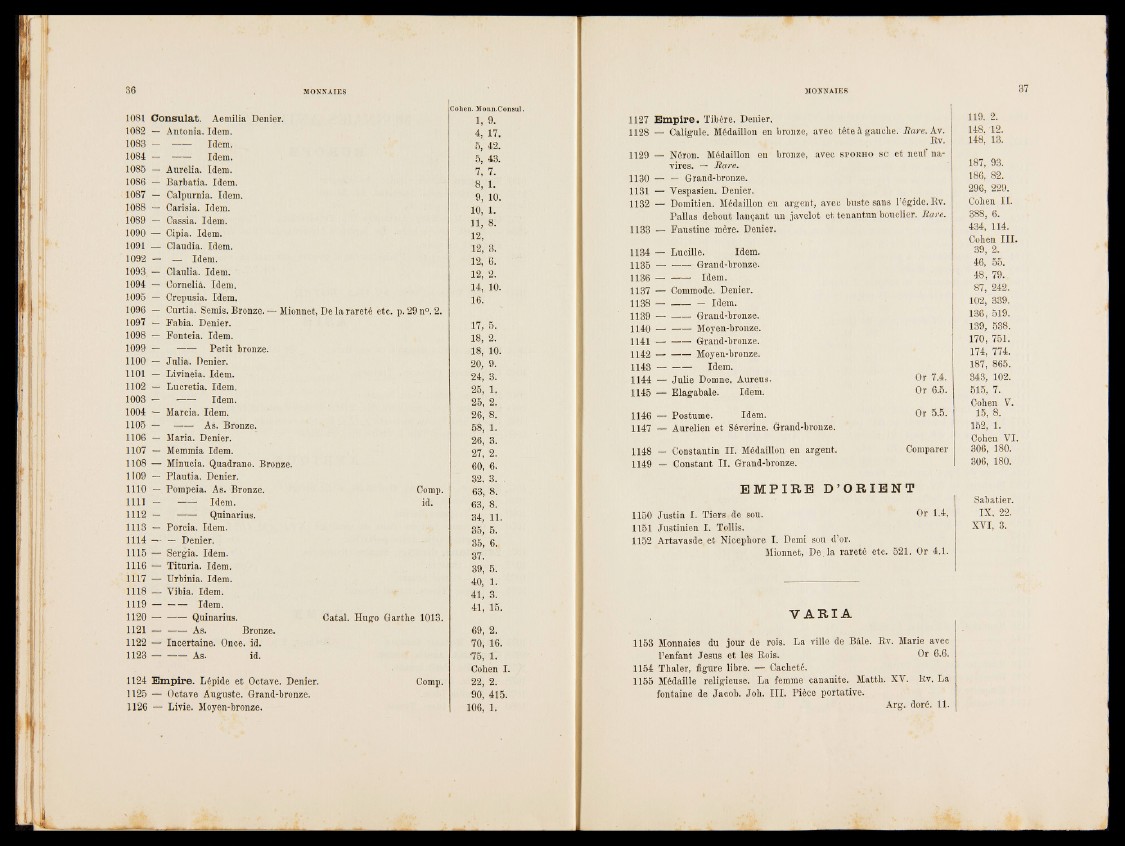 36 MONNAIES
Cohen. Monn.Consul.
1081 Consulat. Aemilia Denier. 1, 9.
1082 — Antonia. Idem. 4, 17.
1083 — —— Idem. 5, 42.
1084 — —— Idem. 5, 43.
1085 — Aurelia. Idem. 7, 7.
1086 — Barbatia. Idem. 8, 1.
1087 — Calpurnia. Idem. 9, 10.
1088 — Carisia. Idem. 10, 1.
1089 — Cassia. Idem. 11, 8.
1090 — Cipia. Idem. 12,
1091 — Claudia. Idem. 12, 3.
1092 — — Idem. 12, 6.
1093 — Claulia. Idem. 12, 2.
1094 — Cornelià. Idem. 14, 10.
1095 — Crepusia. Idem. 16.
1096 — Curtia. Semis. Bronze. — Mionnet, De la rareté etc. p. 29 nº. 2.
1097 — Fabia. Denier. 17, 5.
1098 — Fonteia. Idem. 18, 2.
1099 — —— Petit bronze. 18, 10.
1100 — Julia. Denier. 20, 9.
1101 — Livineia. Idem. 24, 3.
1102 — Lucretia. Idem. 25, 1.
1003 — —— Idem. 25, 2.
1004 — Marcia. Idem. 26, 8.
1105 — —— As. Bronze. 58, 1.
1106 — Maria. Denier. 26, 3.
1107 — Memmia Idem. 27, 2.
1108 — Minucia. Quadrano. Bronze. 60, 6.
1109 — Plautia. Denier. 32. 3.
1110 — Pompeia. As. Bronze. Comp. 63, 8.
1111 — —— Idem. id. 63, 8.
1112 — —— Quinarius. 34, 11.
1113 — Porcia. Idem. 35, 5.
1114 — — Denier. 35, 6.
1115 — Sergia. Idem. 37.
1116 — Tituria. Idem. 39, 5.
1117 — Urbinia. Idem. 40, 1.
1118 — Vibia. Idem. 41, 3.
1119 — — — Idem. 41, 15.
1120 — —— Quinarius. Catal. Hugo Garthe 1013.
1121 — —— As. Bronze. 69, 2.
1122 — Incertaine. Once. id. 70, 16.
1123 — —— As. id. 75, 1.
Cohen I.
1124 Empire. Lépide et Octave. Denier. Comp. 22, 2.
1125 — Octave Auguste. Grand-bronze. 90, 415.
1126 — Livie. Moyen-bronze. 106, 1.
MONNAIES 37
1127 Empire. Tibère. Denier. 119. 2.
1128 — Caligule. Médaillon en bronze, avec tête à gauche. Rare. Av. 148, 12.
Rv. 148, 13.
1129 — Néron. Médaillon en bronze, avec SPORHO SC et neuf na-
vires. — Rare. 187, 93.
1130 — — Grand-bronze. 186, 82.
1131 — Vespasien. Denier. 296, 229.
1132 — Domitien. Médaillon en argent, avec buste sans l'égide. Rv. Cohen II.
Pallas debout lançant un javelot et tenantun bouclier. Rare. 388, 6.
1133 — Faustine mère. Denier. 434, 114.
Cohen III.
1134 — Lucille. Idem. 39, 2.
1135 — —— Grand-bronze. 46, 55.
1136 — —— Idem. 48, 79.
1137 — Commode. Denier. 87, 242.
1138 — —— — Idem. 102, 339.
1139 — —— Grand-bronze. 136, 519.
1140 — —— Moyen-bronze. 139, 538.
1141 — —— Grand-bronze. 170, 751.
1142 — —— Moyen-bronze. 174, 774.
1143 — —— Idem. 187, 865.
1144 — Julie Domne. Aureus. Or 7.4. 343, 102.
1145 — Elagabale. Idem. Or 6.5. 515, 7.
Cohen V.
1146 — Postume. Idem. Or 5.5. 15, 8.
1147 — Aurelien et Séverine. Grand-bronze. 152, 1.
Cohen VI.
1148 — Constantin II. Médaillon en argent. Comparer 306, 180.
1149 — Constant II. Grand-bronze. 306, 180.
EMPIRE D'ORIENT
Sabatier.
1150 Justin I. Tiers de sou. Or 1.4. IX, 22.
1151 Justinien I. Tollis. XVI, 3.
1152 Artavasde et Nicephore I. Demi sou d'or.
Mionnet, De la rareté etc. 521. Or 4.1.
VARIA
1153 Monnaies du jour de rois. La ville de Bâle. Rv. Marie avec
l'enfant Jesus et les Rois. Or 6.6.
1154 Thaler, figure libre. — Cacheté.
1155 Médaille religieuse. La femme cananite. Matth. XV. Rv. La
fontaine de Jacob. Joh. III. Pièce portative.
Arg. doré. 11.